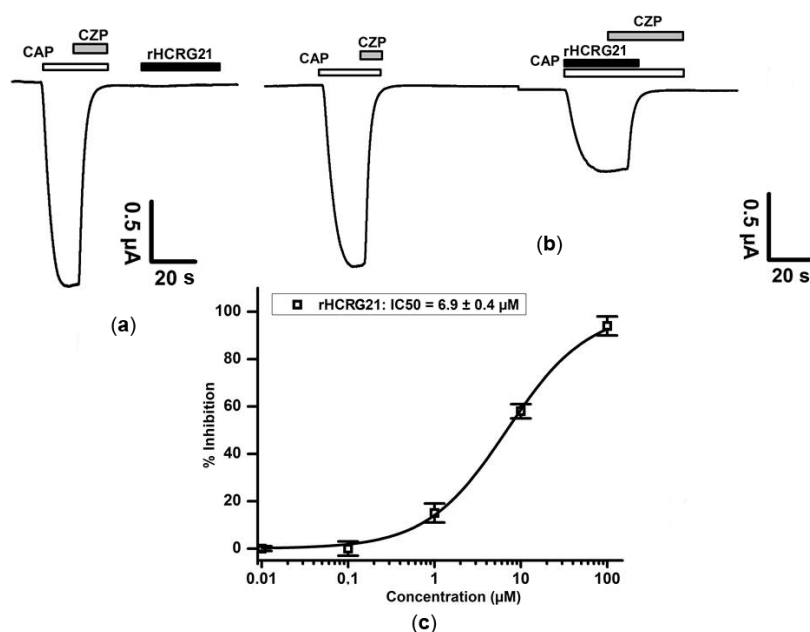 CZP
CAP
rHCRG21
0.5 µA
20 s
(a)
CZP
CAP
CZP
rHCRG21
CAP
0.5 µA
20 s
(b)
rHCRG21: IC50 = 6.9 ± 0.4 µM
% Inhibition
100
80
60
40
20
0
0.01 0.1 1 10 100
Concentration (µM)
(c)